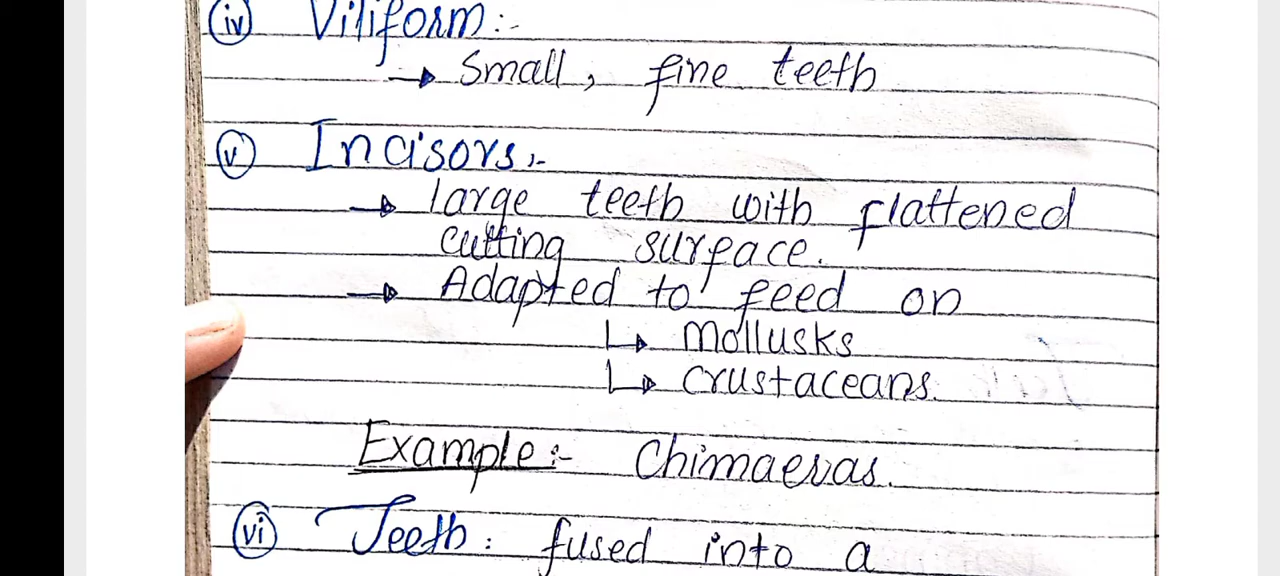 (iv) Viliform:-
→ Small, fine teeth
(v) Incisors:-
→ large teeth with flattened
cutting surface.
→ Adapted to feed on
↳ mollusks
↳ crustaceans.
Example:- Chimaeras.
(vi) Teeth: fused into a